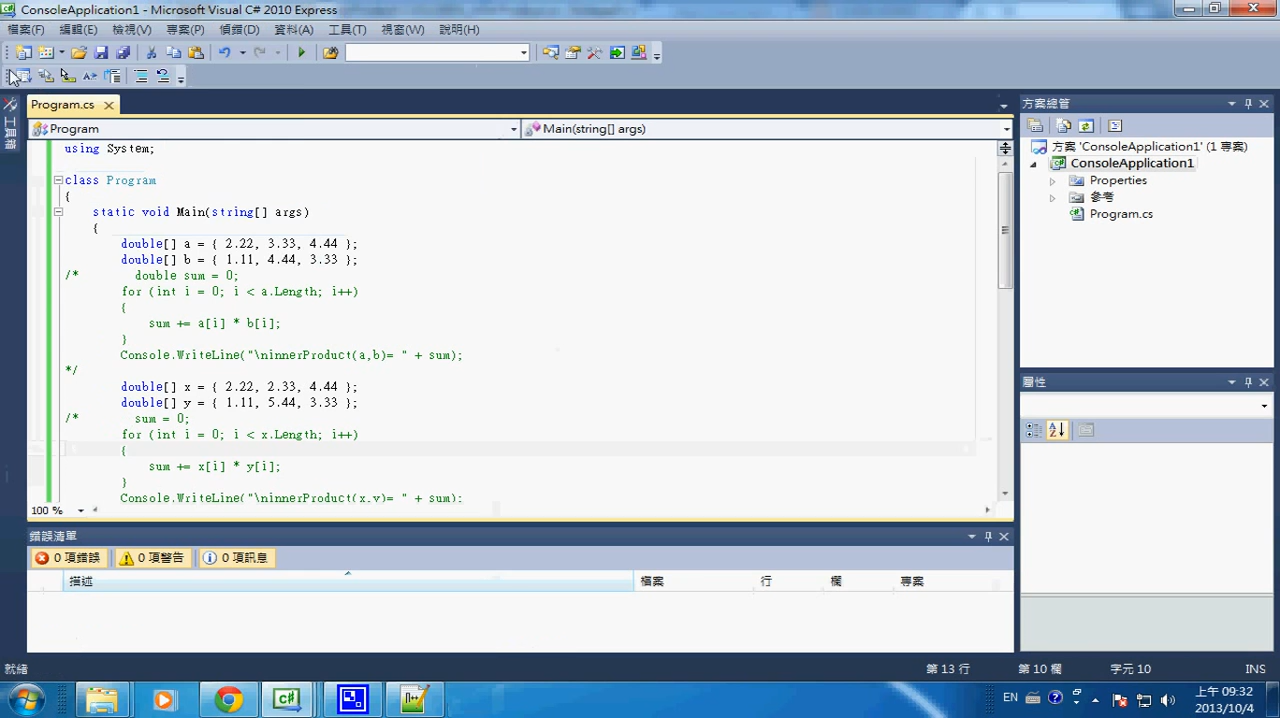 ConsoleApplication1 - Microsoft Visual C# 2010 Express
檔案(F) 編輯(E) 檢視(V) 專案(P) 偵錯(D) 資料(A) 工具(T) 視窗(W) 說明(H)
工具箱
Program.cs
Program
Main(string[] args)
using System;
class Program
{
static void Main(string[] args)
{
double[] a = { 2.22, 3.33, 4.44 };
double[] b = { 1.11, 4.44, 3.33 };
/* double sum = 0;
for (int i = 0; i < a.Length; i++)
{
sum += a[i] * b[i];
}
Console.WriteLine("\ninnerProduct(a,b)= " + sum);
*/
double[] x = { 2.22, 2.33, 4.44 };
double[] y = { 1.11, 5.44, 3.33 };
/* sum = 0;
for (int i = 0; i < x.Length; i++)
{
sum += x[i] * y[i];
}
Console.WriteLine("\ninnerProduct(x,y)= " + sum);
100 %
方案總管
方案 'ConsoleApplication1' (1 專案)
ConsoleApplication1
Properties
參考
Program.cs
屬性
錯誤清單
0 項錯誤 0 項警告 0 項訊息
描述 檔案 行 欄 專案
就緒 第 13 行 第 10 欄 字元 10 INS
EN
上午 09:32
2013/10/4